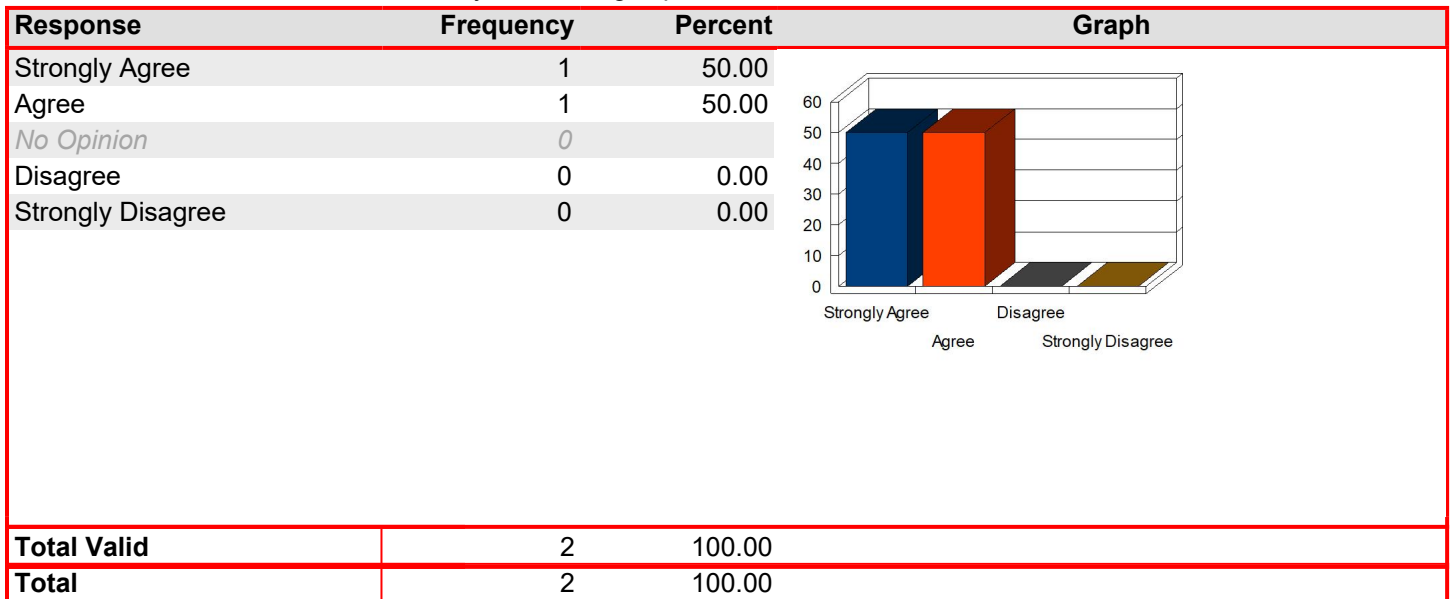 Response Frequency Percent Graph
Strongly Agree 1 50.00
Agree 1 50.00
No Opinion 0
Disagree 0 0.00
Strongly Disagree 0 0.00
60
50
40
30
20
10
0
Strongly Agree Disagree
Agree Strongly Disagree
Total Valid 2 100.00
Total 2 100.00